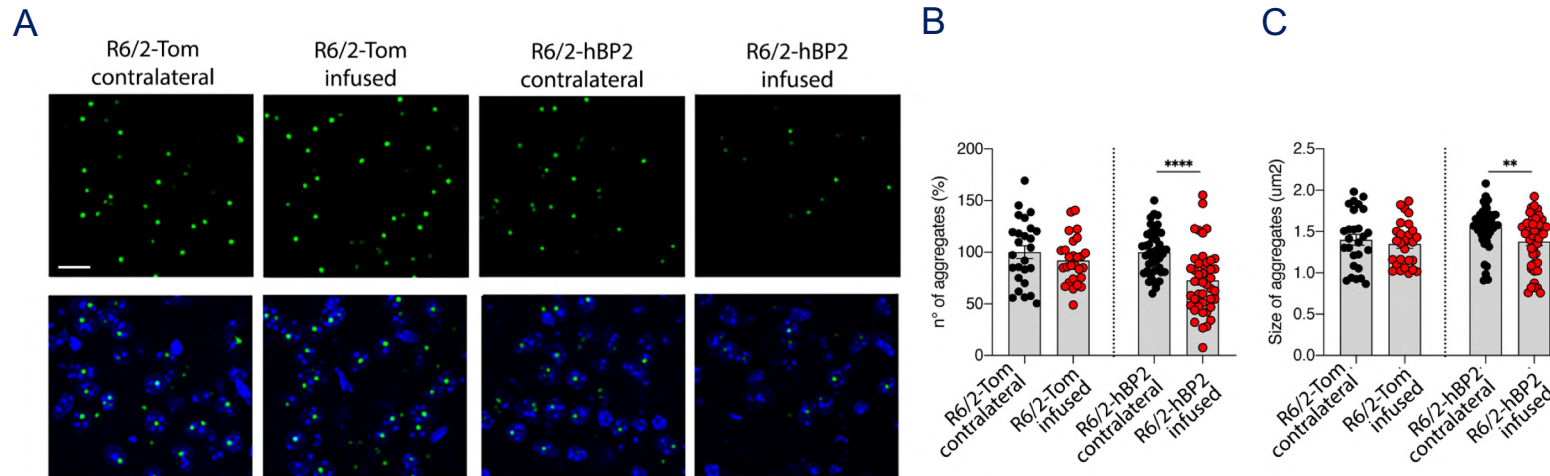 A
R6/2-Tom
contralateral
R6/2-Tom
infused
R6/2-hBP2
contralateral
R6/2-hBP2
infused
B
n° of aggregates (%)
200
150
100
50
0
****
R6/2-Tom
contralateral
R6/2-Tom
infused
R6/2-hBP2
contralateral
R6/2-hBP2
infused
C
Size of aggregates (um2)
2.5
2.0
1.5
1.0
0.5
0.0
**
R6/2-Tom
contralateral
R6/2-Tom
infused
R6/2-hBP2
contralateral
R6/2-hBP2
infused